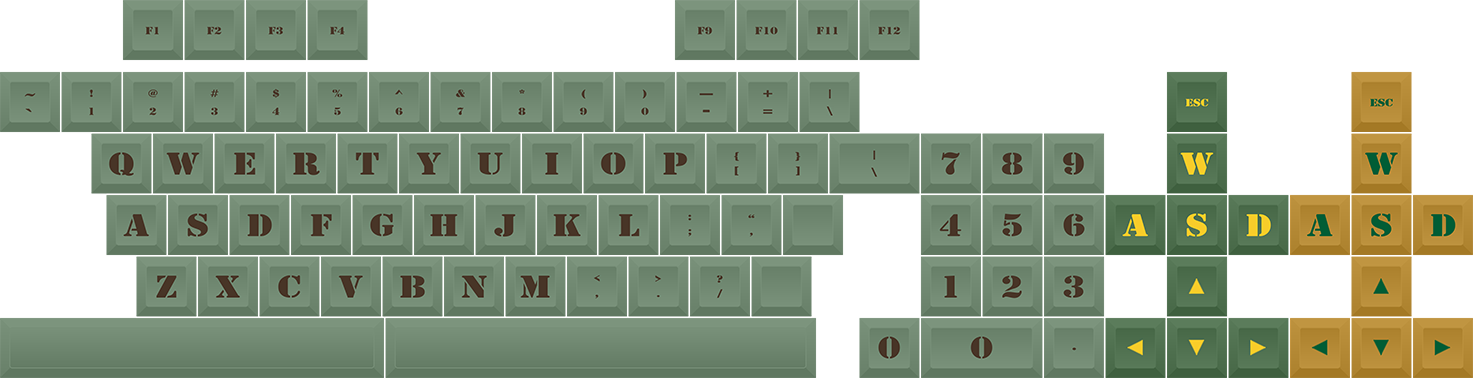 F1 F2 F3 F4 F9 F10 F11 F12
~ ! @ # $ % ^ & * ( ) — + |
` 1 2 3 4 5 6 7 8 9 0 - = \
ESC ESC
Q W E R T Y U I O P { } | 7 8 9 W W
[ ] \
A S D F G H J K L : “ 4 5 6 A S D A S D
; ,
Z X C V B N M < > ? 1 2 3 ▲ ▲
, . /
0 0 . ◀ ▼ ▶ ◀ ▼ ▶